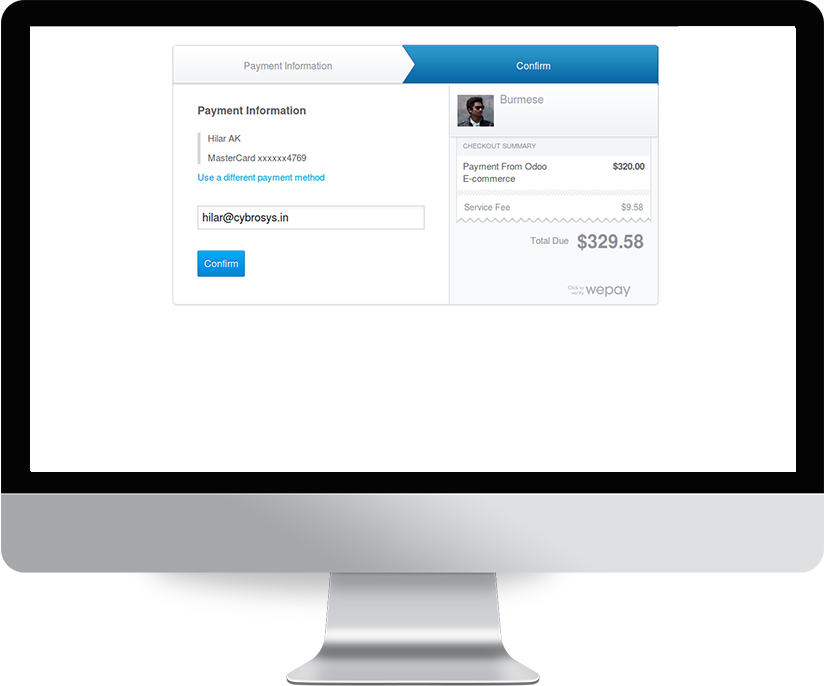 Payment Information
Confirm
Payment Information
Hilar AK
MasterCard xxxxxx4769
Use a different payment method
hilar@cybrosys.in
Confirm
Burmese
CHECKOUT SUMMARY
Payment From Odoo $320.00
E-commerce
Service Fee $9.58
Total Due $329.58
Click to
verify wepay